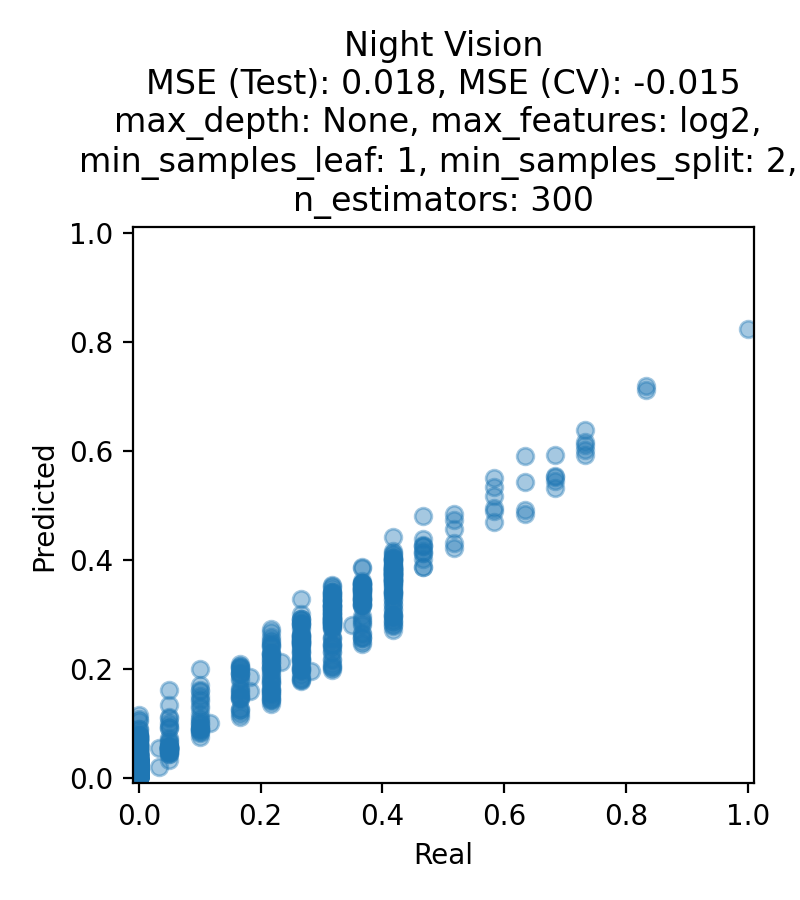 Night Vision
MSE (Test): 0.018, MSE (CV): -0.015
max_depth: None, max_features: log2,
min_samples_leaf: 1, min_samples_split: 2,
n_estimators: 300
1.0
0.8
0.6
0.4
0.2
0.0
Predicted
0.0 0.2 0.4 0.6 0.8 1.0
Real